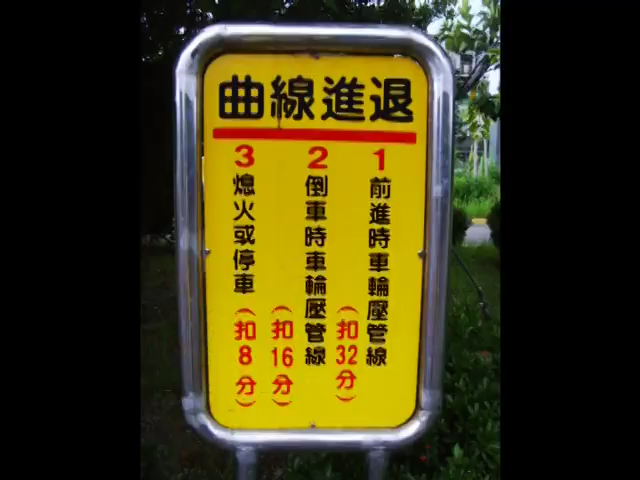 曲線進退
1前進時車輪壓管線
(扣32分)
2倒車時車輪壓管線
(扣16分)
3熄火或停車(扣8分)